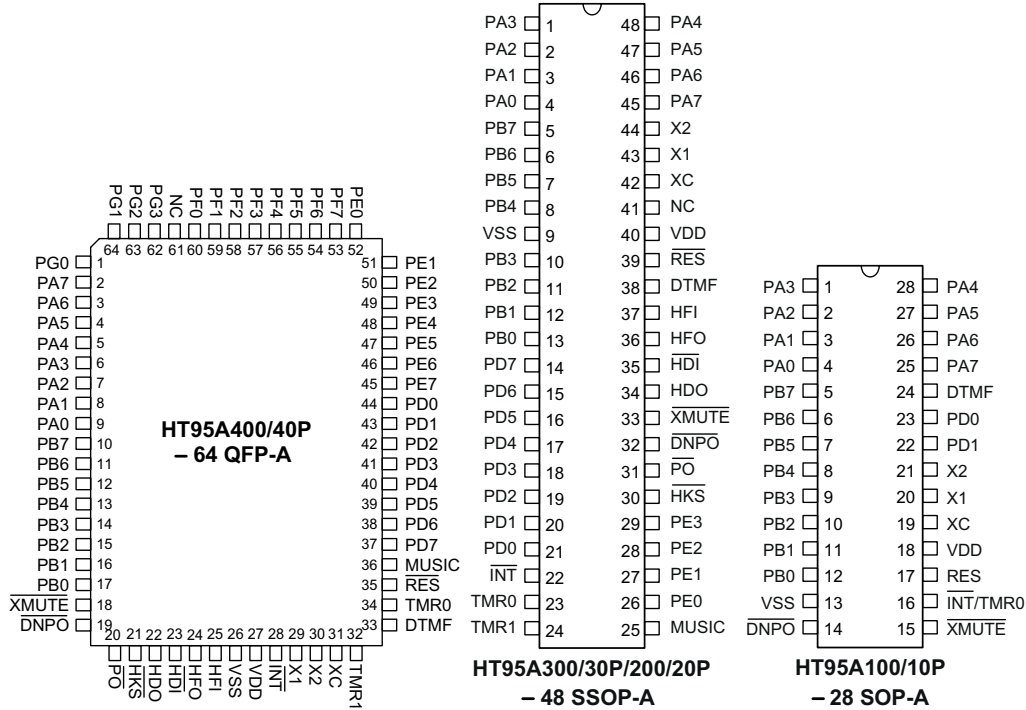 PG1 PG2 PG3 NC PF0 PF1 PF2 PF3 PF4 PF5 PF6 PF7 PE0
64 63 62 61 60 59 58 57 56 55 54 53 52
PG0 1 51 PE1
PA7 2 50 PE2
PA6 3 49 PE3
PA5 4 48 PE4
PA4 5 47 PE5
PA3 6 46 PE6
PA2 7 45 PE7
PA1 8 44 PD0
PA0 9 43 PD1
PB7 10 42 PD2
PB6 11 41 PD3
PB5 12 40 PD4
PB4 13 39 PD5
PB3 14 38 PD6
PB2 15 37 PD7
PB1 16 36 MUSIC
PB0 17 35 RES
XMUTE 18 34 TMR0
DNPO 19 33 DTMF
20 21 22 23 24 25 26 27 28 29 30 31 32
PO HKS HDO HDI HFO HFI VSS VDD INT X1 X2 XC TMR1
HT95A400/40P
– 64 QFP-A
PA3 1 48 PA4
PA2 2 47 PA5
PA1 3 46 PA6
PA0 4 45 PA7
PB7 5 44 X2
PB6 6 43 X1
PB5 7 42 XC
PB4 8 41 NC
VSS 9 40 VDD
PB3 10 39 RES
PB2 11 38 DTMF
PB1 12 37 HFI
PB0 13 36 HFO
PD7 14 35 HDI
PD6 15 34 HDO
PD5 16 33 XMUTE
PD4 17 32 DNPO
PD3 18 31 PO
PD2 19 30 HKS
PD1 20 29 PE3
PD0 21 28 PE2
INT 22 27 PE1
TMR0 23 26 PE0
TMR1 24 25 MUSIC
HT95A300/30P/200/20P
– 48 SSOP-A
PA3 1 28 PA4
PA2 2 27 PA5
PA1 3 26 PA6
PA0 4 25 PA7
PB7 5 24 DTMF
PB6 6 23 PD0
PB5 7 22 PD1
PB4 8 21 X2
PB3 9 20 X1
PB2 10 19 XC
PB1 11 18 VDD
PB0 12 17 RES
VSS 13 16 INT/TMR0
DNPO 14 15 XMUTE
HT95A100/10P
– 28 SOP-A